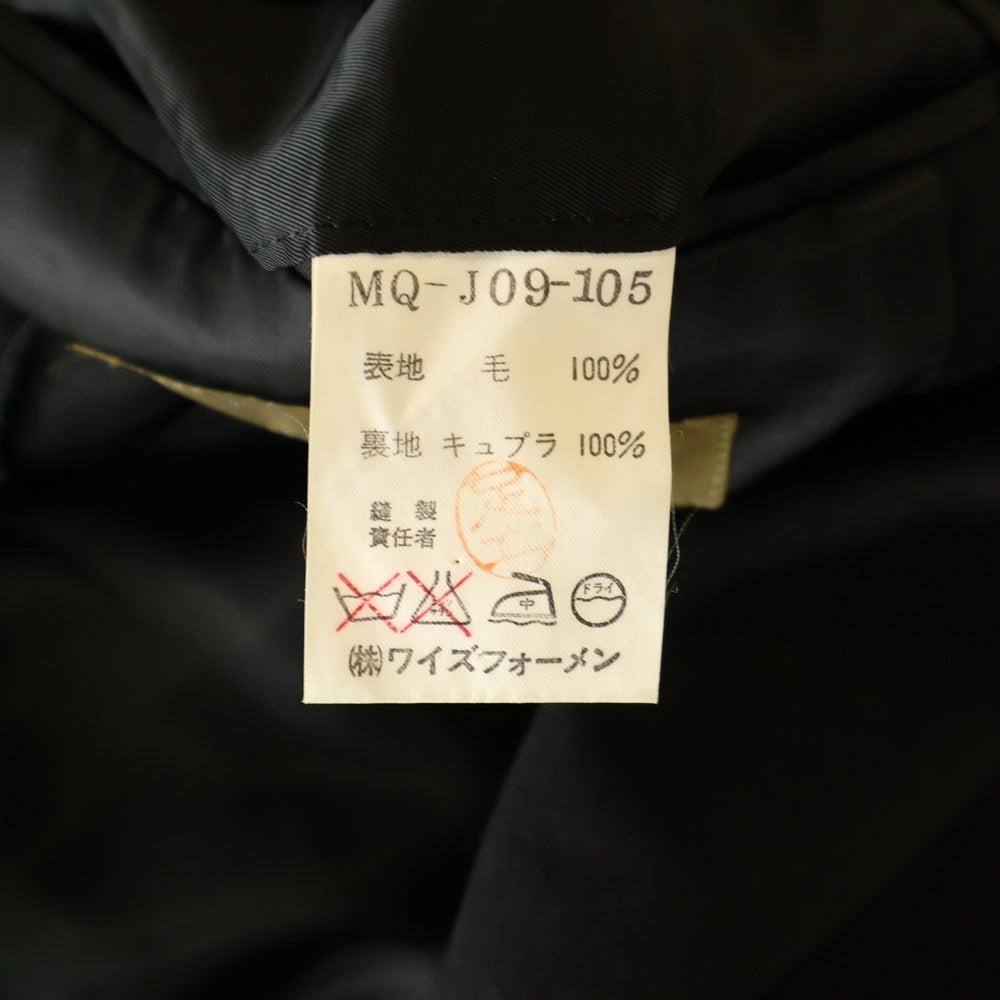 MQ-J09-105
表地 毛 100%
裏地 キュプラ 100%
縫製
責任者
中 ドライ
㈱ワイズフォーメン